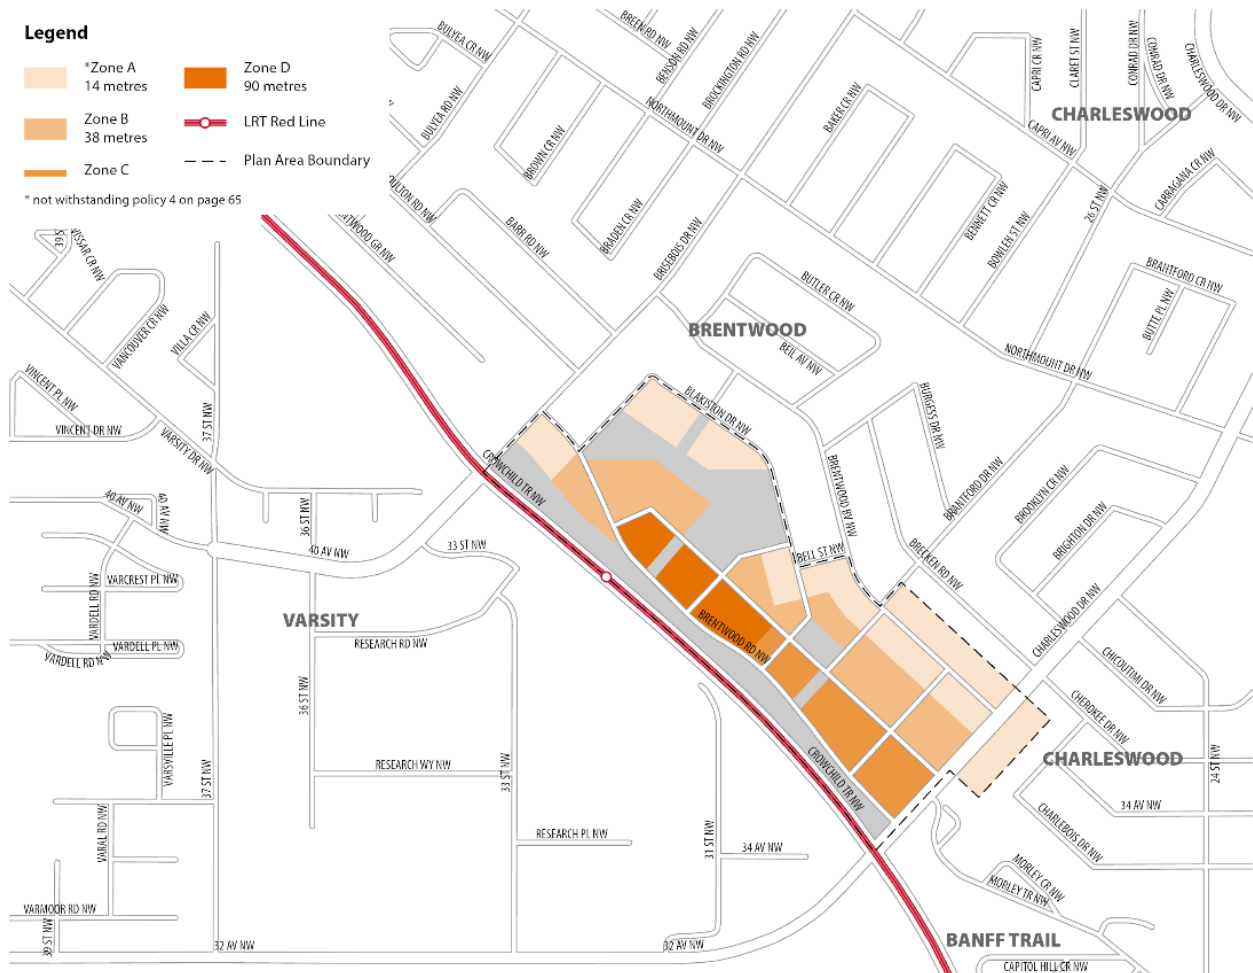 Legend
*Zone A
14 metres
Zone B
38 metres
Zone C
Zone D
90 metres
LRT Red Line
Plan Area Boundary
* not withstanding policy 4 on page 65
BULYEA CR NW
BREEN RD NW
BENSON RD NW
BROCKINGTON RD NW
BULYEA RD NW
NORTHMOUNT DR NW
BROWN CR NW
BAKER CR NW
CAPRI CR NW
CLARET ST NW
CONRAD DR NW
CONRAD DR NW
CHARLESWOOD DR NW
CHARLESWOOD
CAPRI AV NW
CARRAGANA CR NW
26 ST NW
BENNETT CR NW
BOWLEN ST NW
BARR RD NW
BRADEN CR NW
BRISEBOIS DR NW
BUTLER CR NW
BRANTFORD CR NW
BUTTE PL NW
BRENTWOOD
BEIL AV NW
NORTHMOUNT DR NW
VANCOUVER CR NW
VILLA CR NW
VINCENT PL NW
VINCENT DR NW
VARSITY DR NW
37 ST NW
BLAKISTON DR NW
BURGESS DR NW
BRENTWOOD BV NW
BRANTFORD DR NW
BROOKLYN CR NW
BRIGHTON DR NW
CROWCHILD TR NW
40 AV NW
40 AV NW
36 ST NW
40 AV NW
33 ST NW
BELL ST NW
BRECKEN RD NW
VARCREST PL NW
VARDELL RD NW
VARDELL PL NW
VARDELL RD NW
VARSITY
RESEARCH RD NW
BRENTWOOD RD NW
CHARLESWOOD DR NW
CHICOUTIMI DR NW
CHEROKEE DR NW
36 ST NW
VARSVILLE PL NW
37 ST NW
RESEARCH WY NW
33 ST NW
CROWCHILD TR NW
CHARLESWOOD
24 ST NW
34 AV NW
CHARLEBOIS DR NW
VARAL RD NW
RESEARCH PL NW
31 ST NW
34 AV NW
MORLEY CR NW
MORLEY TR NW
VARMOOR RD NW
39 ST NW
32 AV NW
32 AV NW
BANFF TRAIL
CAPITOL HILL CR NW